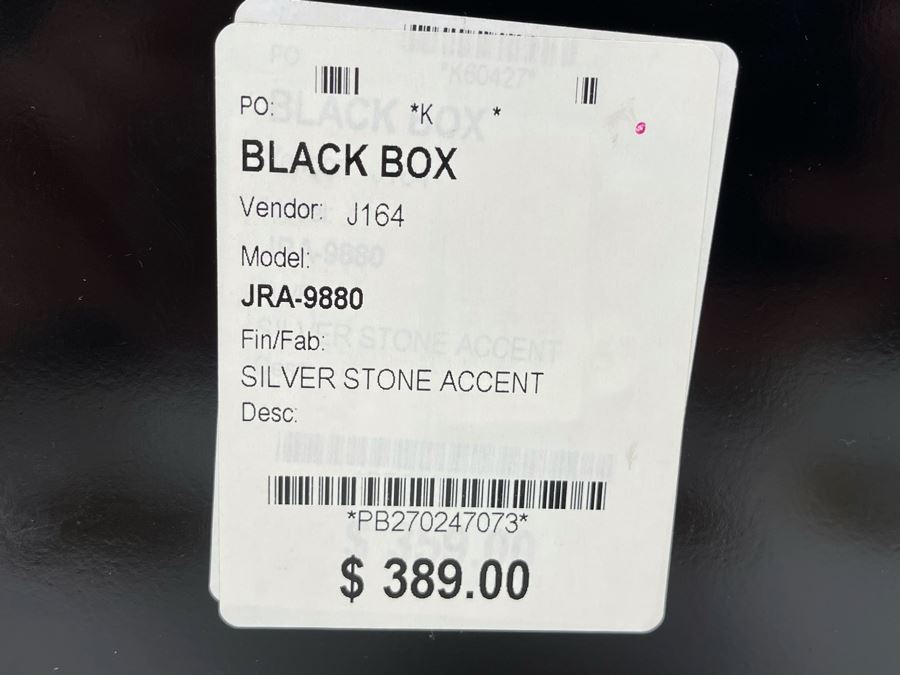 PO: *K *
BLACK BOX
Vendor: J164
Model:
JRA-9880
Fin/Fab:
SILVER STONE ACCENT
Desc:
*PB270247073*
$ 389.00